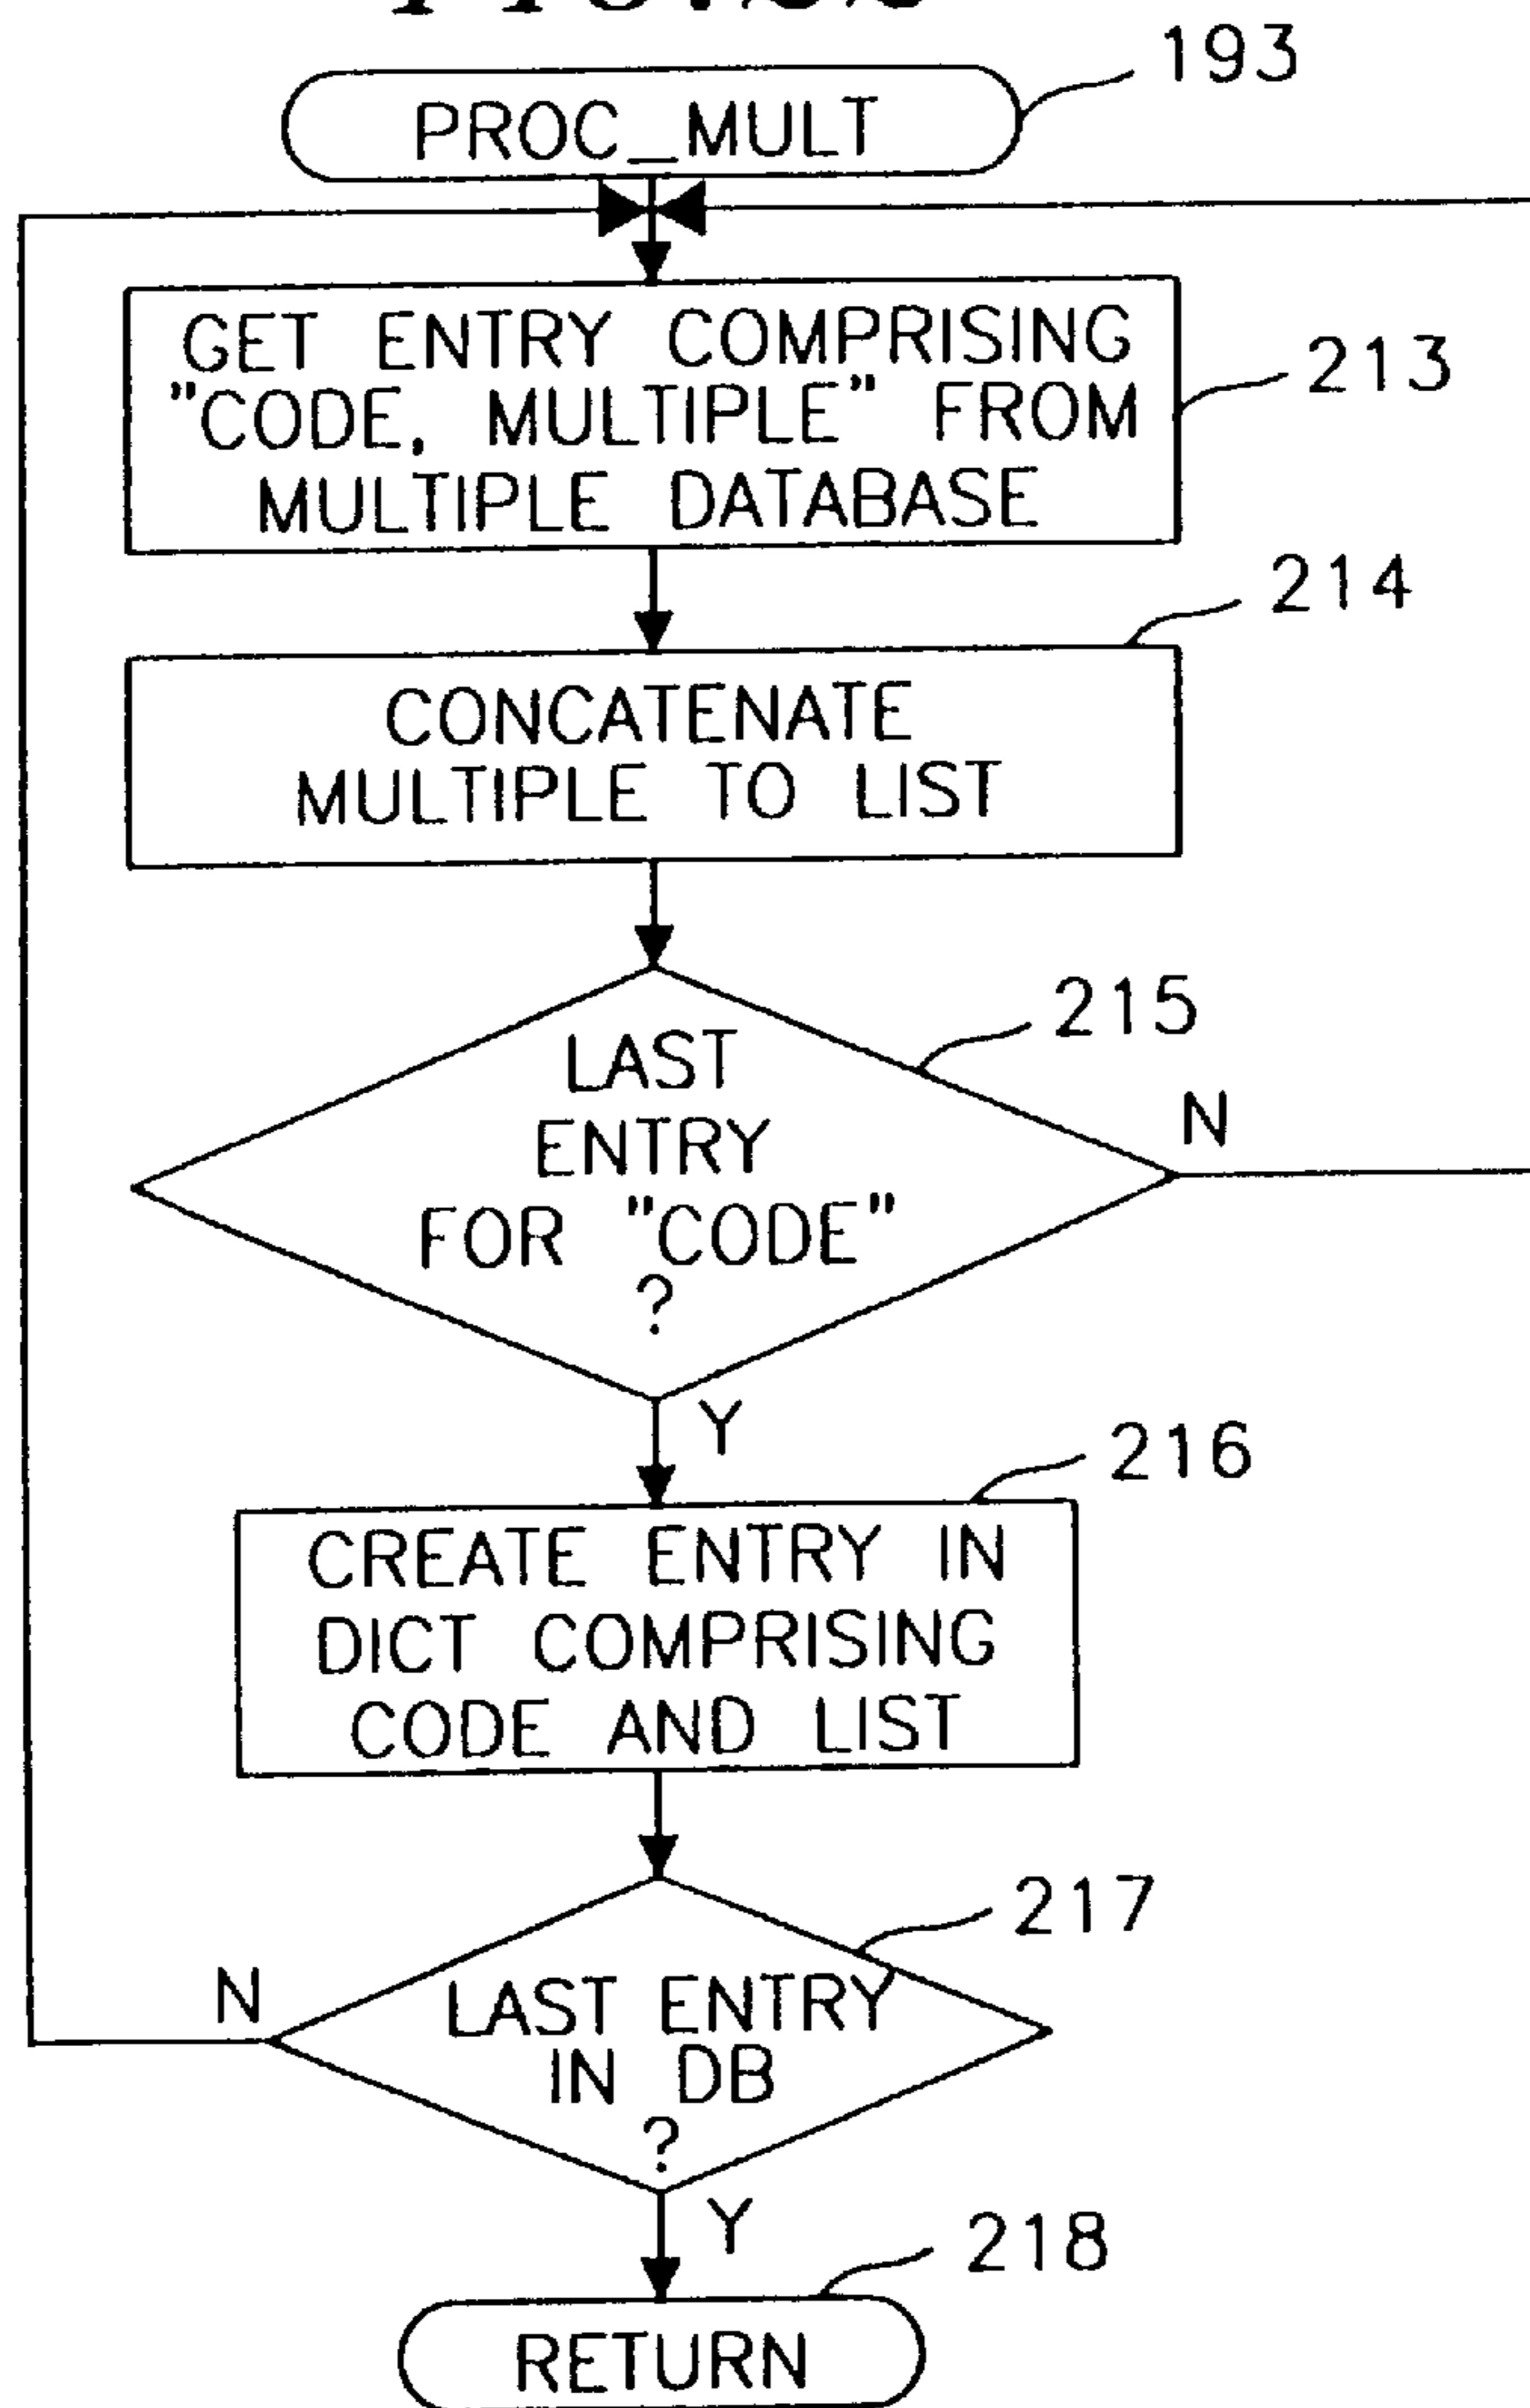 193
PROC_MULT
GET ENTRY COMPRISING
"CODE, MULTIPLE" FROM
MULTIPLE DATABASE
213
214
CONCATENATE
MULTIPLE TO LIST
215
LAST
ENTRY
FOR "CODE"
?
N
Y
216
CREATE ENTRY IN
DICT COMPRISING
CODE AND LIST
217
N
LAST ENTRY
IN DB
?
Y
218
RETURN